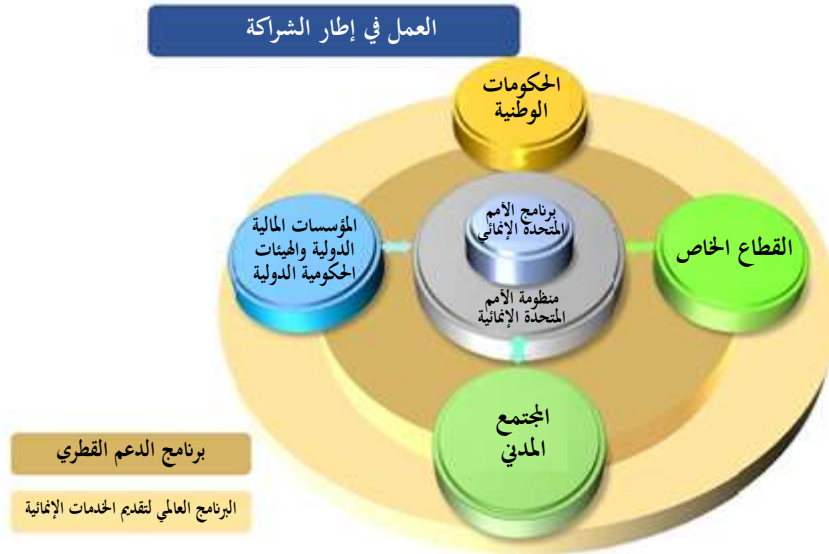 العمل في إطار الشراكة
الحكومات
الوطنية
برنامج الأمم
المتحدة الإنمائي
القطاع الخاص
المؤسسات المالية
الدولية والهيئات
الحكومية الدولية
منظومة الأمم
المتحدة الإنمائية
المجتمع
المدني
برنامج الدعم القطري
البرنامج العالمي لتقديم الخدمات الإنمائية